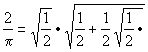 2/π = √(1/2) • √(1/2 + 1/2 √(1/2 •